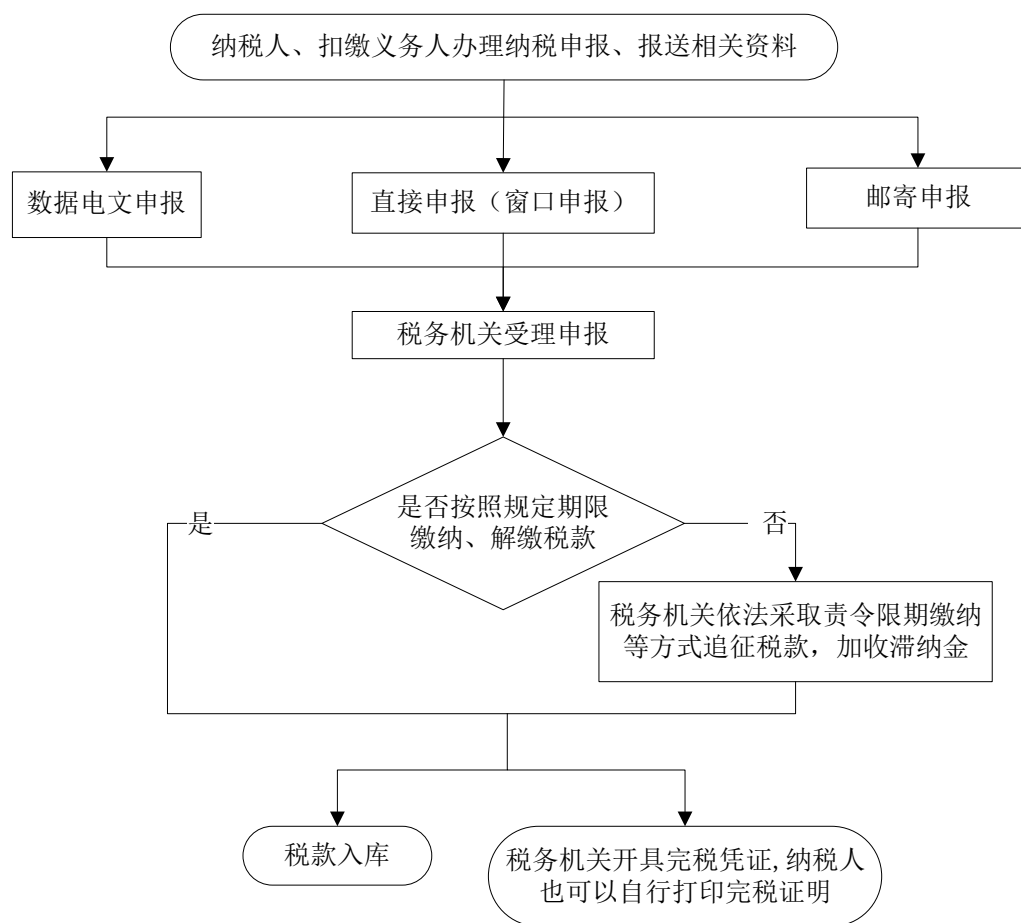 纳税人、扣缴义务人办理纳税申报、报送相关资料
数据电文申报
直接申报（窗口申报）
邮寄申报
税务机关受理申报
是否按照规定期限
缴纳、解缴税款
是
否
税务机关依法采取责令限期缴纳
等方式追征税款，加收滞纳金
税款入库
税务机关开具完税凭证,纳税人
也可以自行打印完税证明